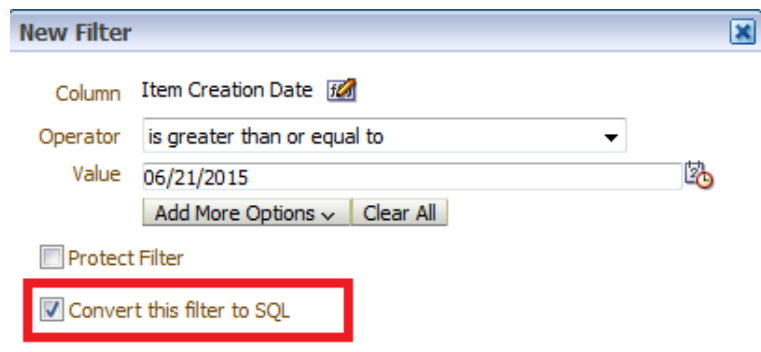 New Filter
Column Item Creation Date
Operator is greater than or equal to
Value 06/21/2015
Add More Options Clear All
Protect Filter
Convert this filter to SQL